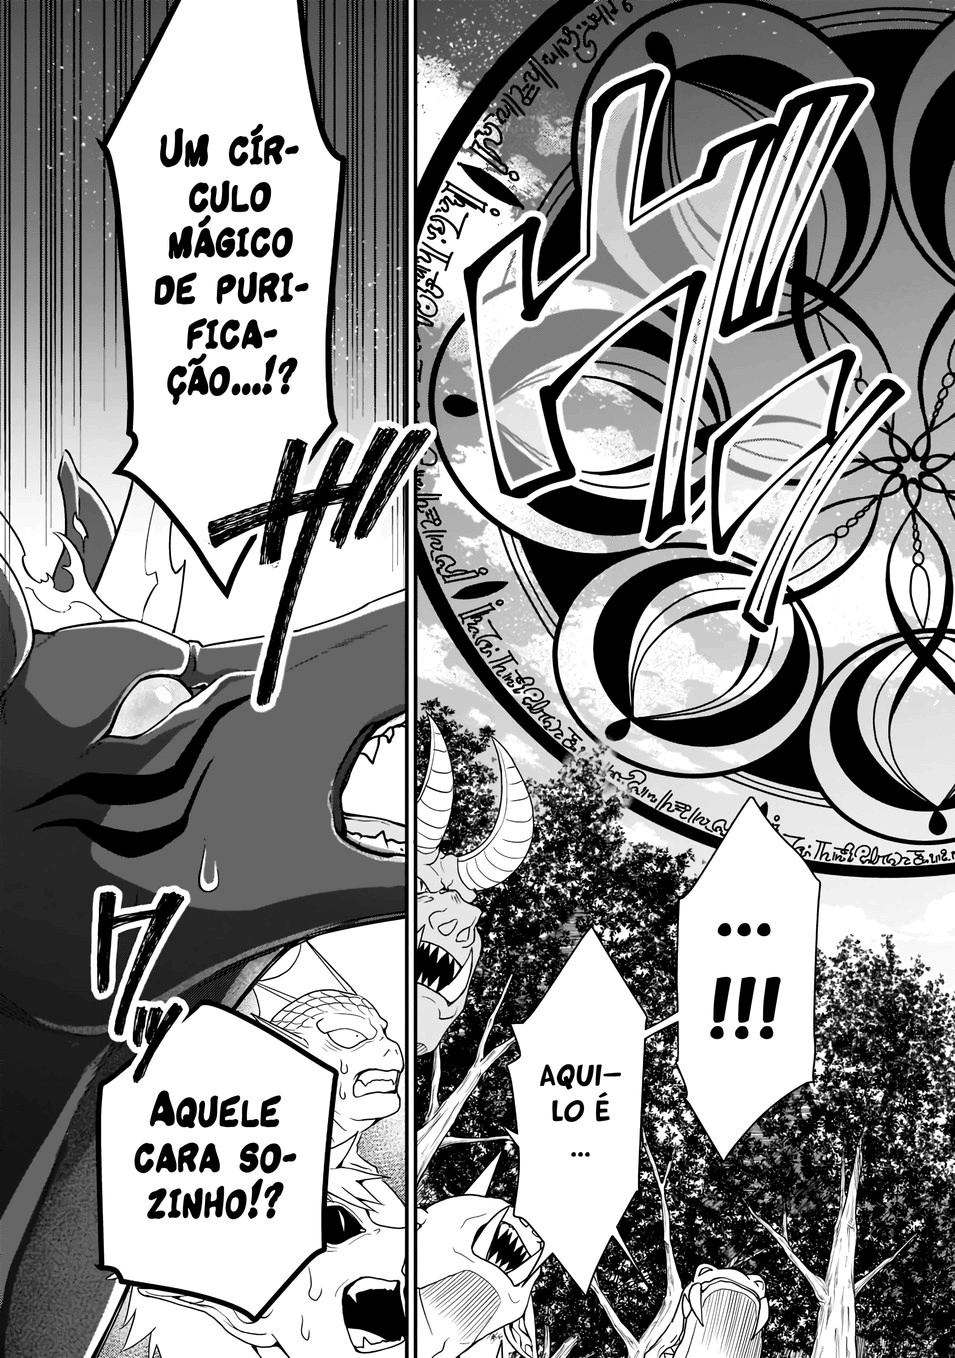 ...
!!!
AQUI-
LO É
...
UM CÍR-
CULO
MÁGICO
DE PURI-
FICA-
ÇÃO...!?
AQUELE
CARA SO-
ZINHO!?